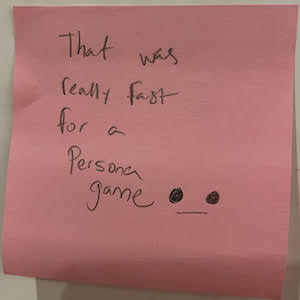 That was
really fast
for a
Persona
game